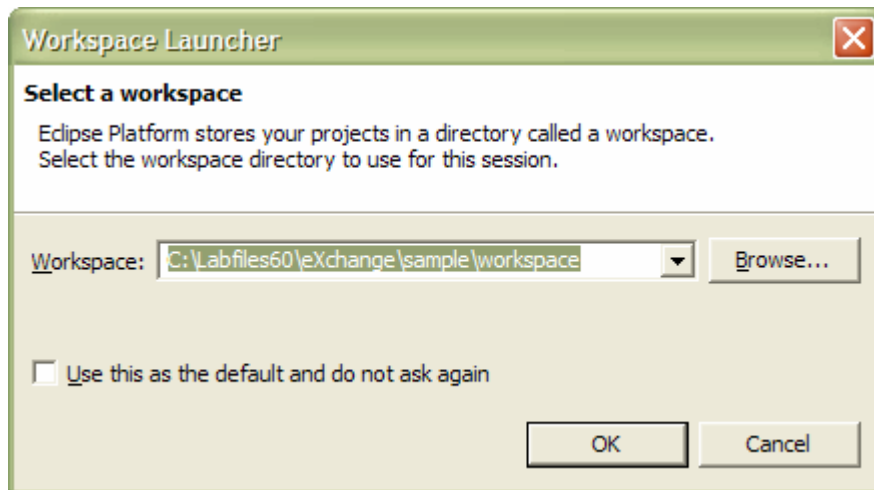 Workspace Launcher
Select a workspace
Eclipse Platform stores your projects in a directory called a workspace.
Select the workspace directory to use for this session.
Workspace: C:\Labfiles60\eXchange\sample\workspace Browse...
Use this as the default and do not ask again
OK Cancel